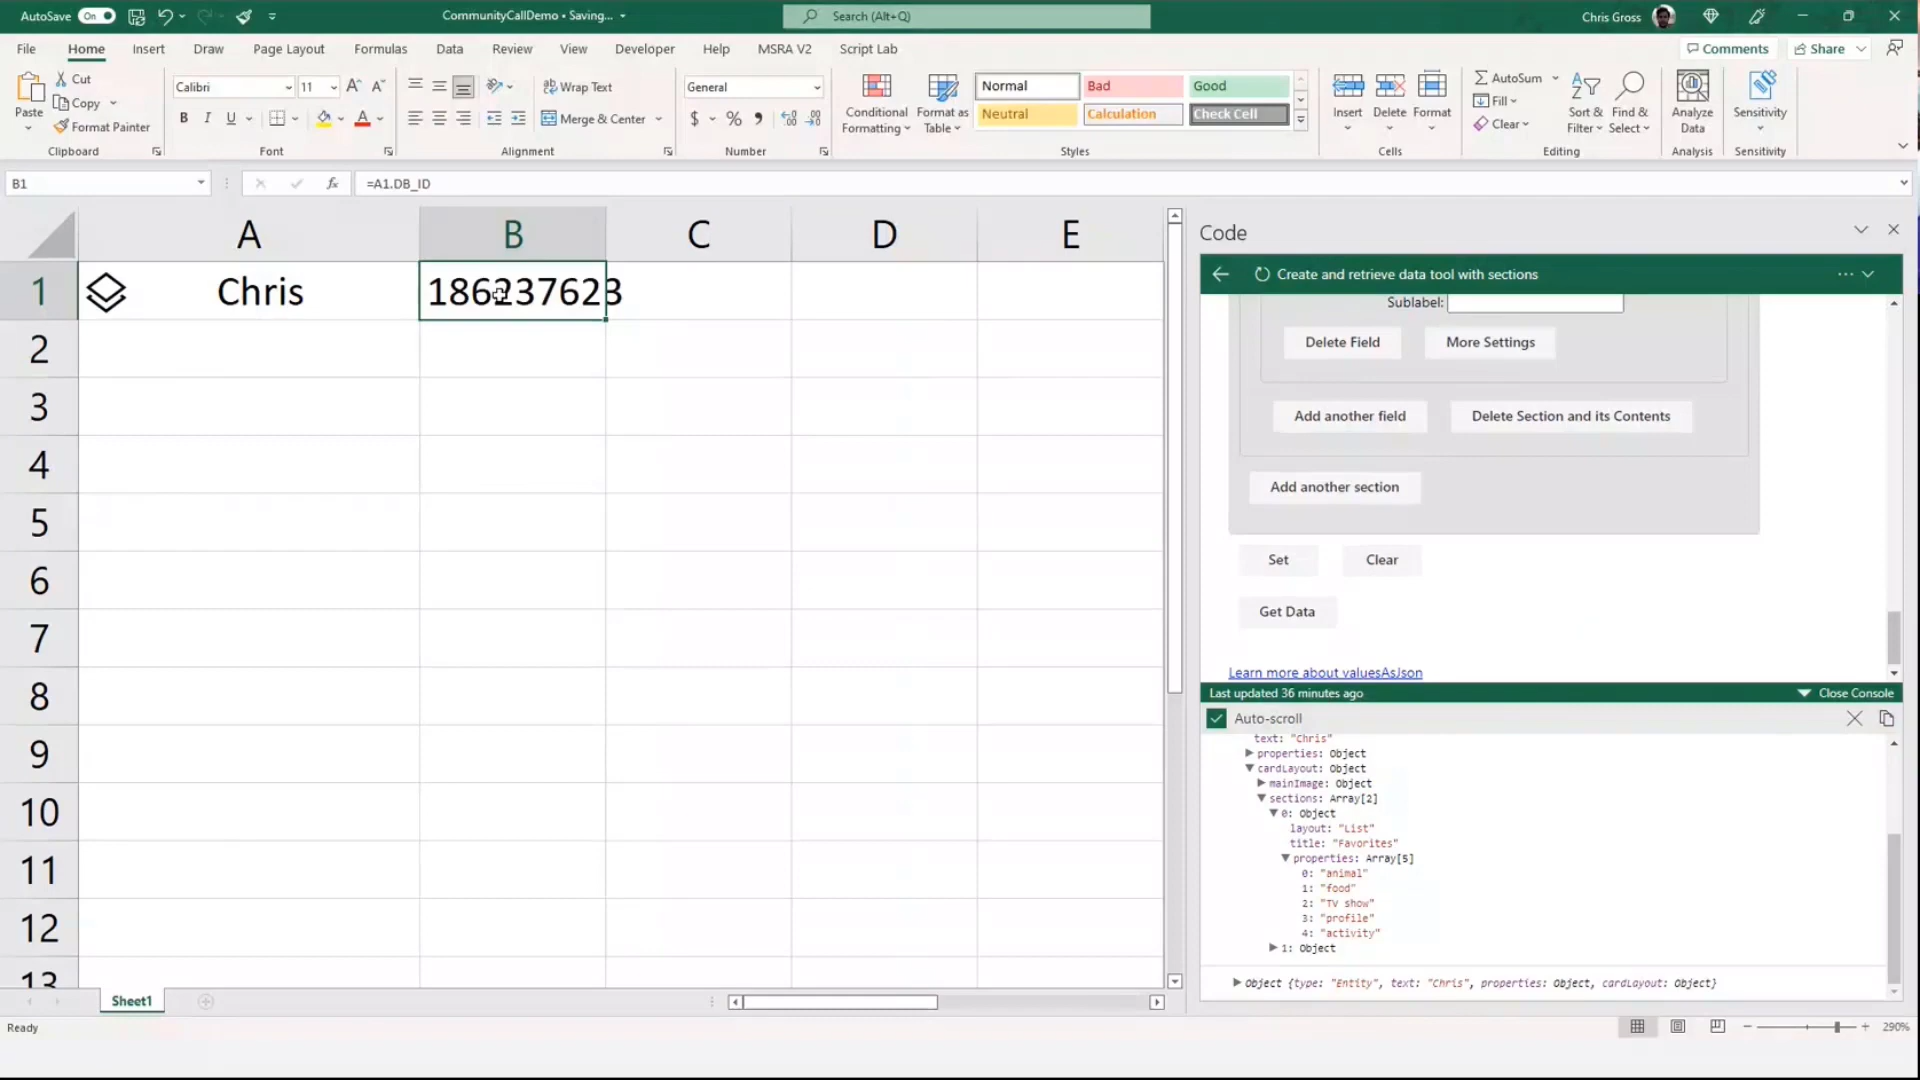 AutoSave On CommunityCallDemo • Saving... Search (Alt+Q) Chris Gross
File Home Insert Draw Page Layout Formulas Data Review View Developer Help MSRA V2 Script Lab Comments Share
Paste Cut Copy Format Painter
Clipboard
Calibri 11
B I U A
Font
Wrap Text
Merge & Center
Alignment
General
$ % ,
Number
Conditional Formatting
Format as Table
Normal Bad Good
Neutral Calculation Check Cell
Styles
Insert Delete Format
Cells
AutoSum
Fill
Clear
Sort & Filter
Find & Select
Editing
Analyze Data
Analysis
Sensitivity
Sensitivity
B1 fx =A1.DB_ID
A B C D E
1 Chris 186237623
2
3
4
5
6
7
8
9
10
11
12
13
Sheet1
Ready
290%
Code
Create and retrieve data tool with sections
Sublabel:
Delete Field More Settings
Add another field Delete Section and its Contents
Add another section
Set Clear
Get Data
Learn more about valuesAsJson
Last updated 36 minutes ago Close Console
Auto-scroll
text: "Chris"
properties: Object
cardLayout: Object
mainImage: Object
sections: Array[2]
0: Object
layout: "List"
title: "Favorites"
properties: Array[5]
0: "animal"
1: "food"
2: "TV show"
3: "profile"
4: "activity"
1: Object
Object {type: "Entity", text: "Chris", properties: Object, cardLayout: Object}